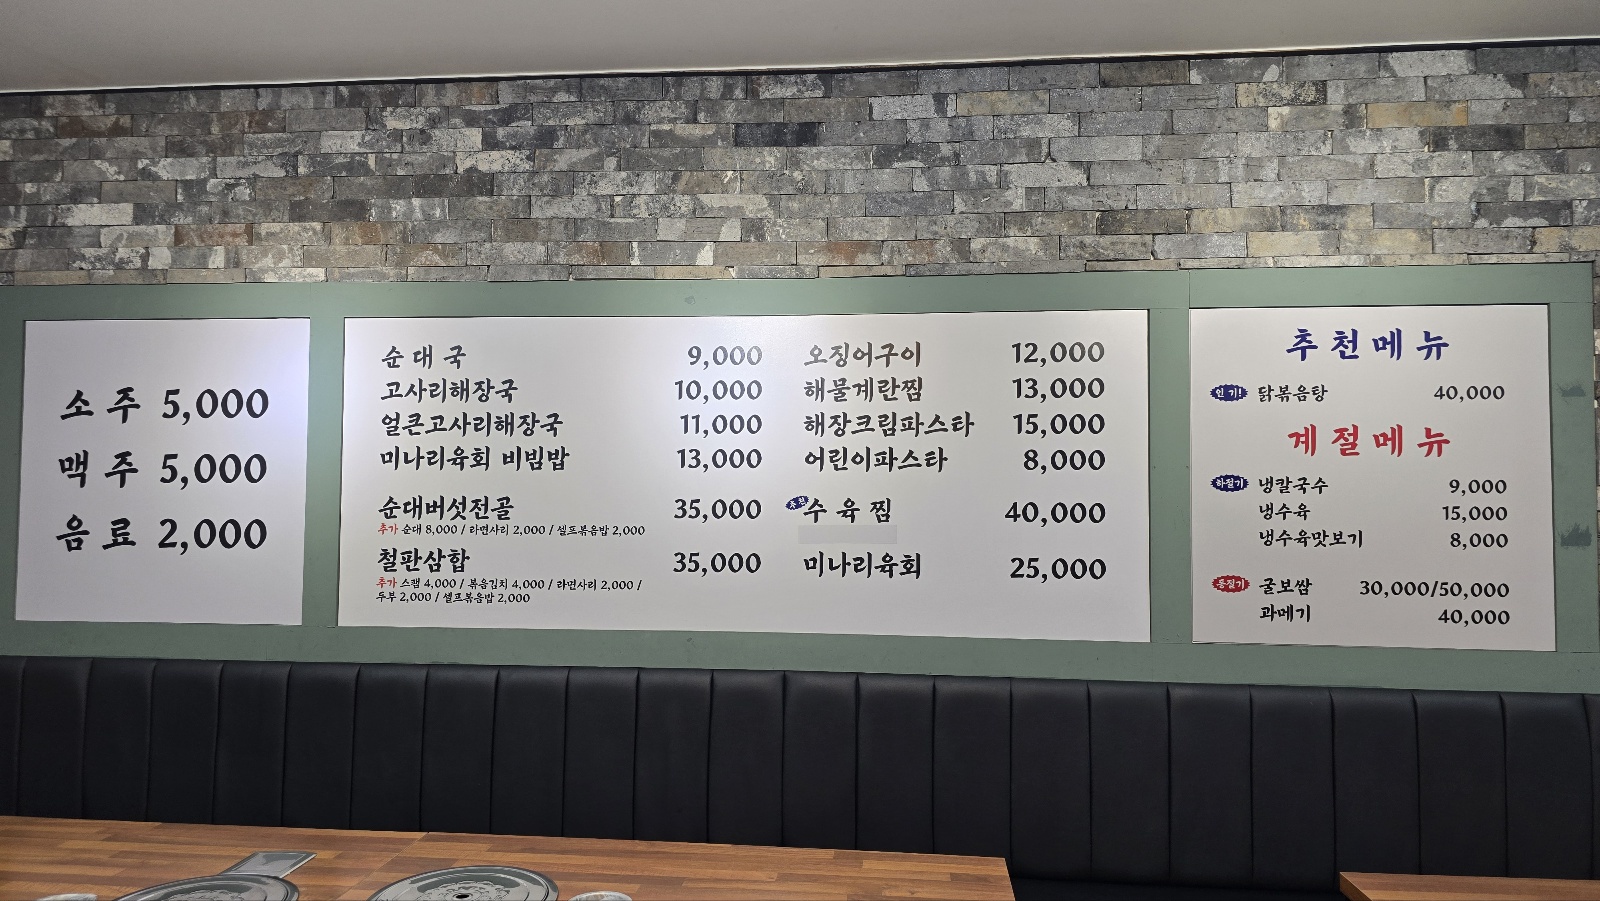 소주 5,000
맥주 5,000
음료 2,000
순대국 9,000
고사리해장국 10,000
얼큰고사리해장국 11,000
미나리육회 비빔밥 13,000
순대버섯전골 35,000
추가 순대 8,000 / 라면사리 2,000 / 셀프볶음밥 2,000
철판삼합 35,000
추가 스팸 4,000 / 볶음김치 4,000 / 라면사리 2,000 /
두부 2,000 / 셀프볶음밥 2,000
오징어구이 12,000
해물계란찜 13,000
해장크림파스타 15,000
어린이파스타 8,000
추천 수육찜 40,000
미나리육회 25,000
추천메뉴
인기! 닭볶음탕 40,000
계절메뉴
하절기 냉칼국수 9,000
냉수육 15,000
냉수육맛보기 8,000
동절기 굴보쌈 30,000/50,000
과메기 40,000